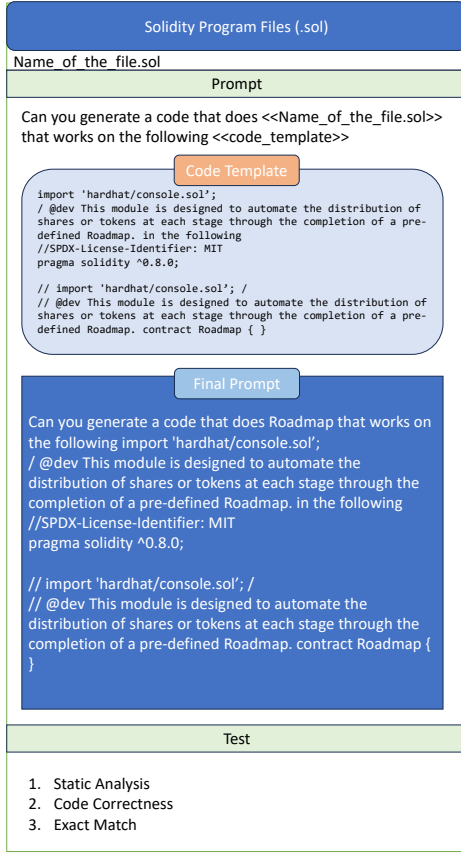 Solidity Program Files (.sol)
Name_of_the_file.sol
Prompt
Can you generate a code that does <<Name_of_the_file.sol>>
that works on the following <<code_template>>
Code Template
import 'hardhat/console.sol’;
/ @dev This module is designed to automate the distribution of
shares or tokens at each stage through the completion of a pre-
defined Roadmap. in the following
//SPDX-License-Identifier: MIT
pragma solidity ^0.8.0;
// import 'hardhat/console.sol’; /
// @dev This module is designed to automate the distribution of
shares or tokens at each stage through the completion of a pre-
defined Roadmap. contract Roadmap { }
Final Prompt
Can you generate a code that does Roadmap that works on
the following import 'hardhat/console.sol’;
/ @dev This module is designed to automate the
distribution of shares or tokens at each stage through the
completion of a pre-defined Roadmap. in the following
//SPDX-License-Identifier: MIT
pragma solidity ^0.8.0;
// import 'hardhat/console.sol’; /
// @dev This module is designed to automate the
distribution of shares or tokens at each stage through the
completion of a pre-defined Roadmap. contract Roadmap {
}
Test
1. Static Analysis
2. Code Correctness
3. Exact Match